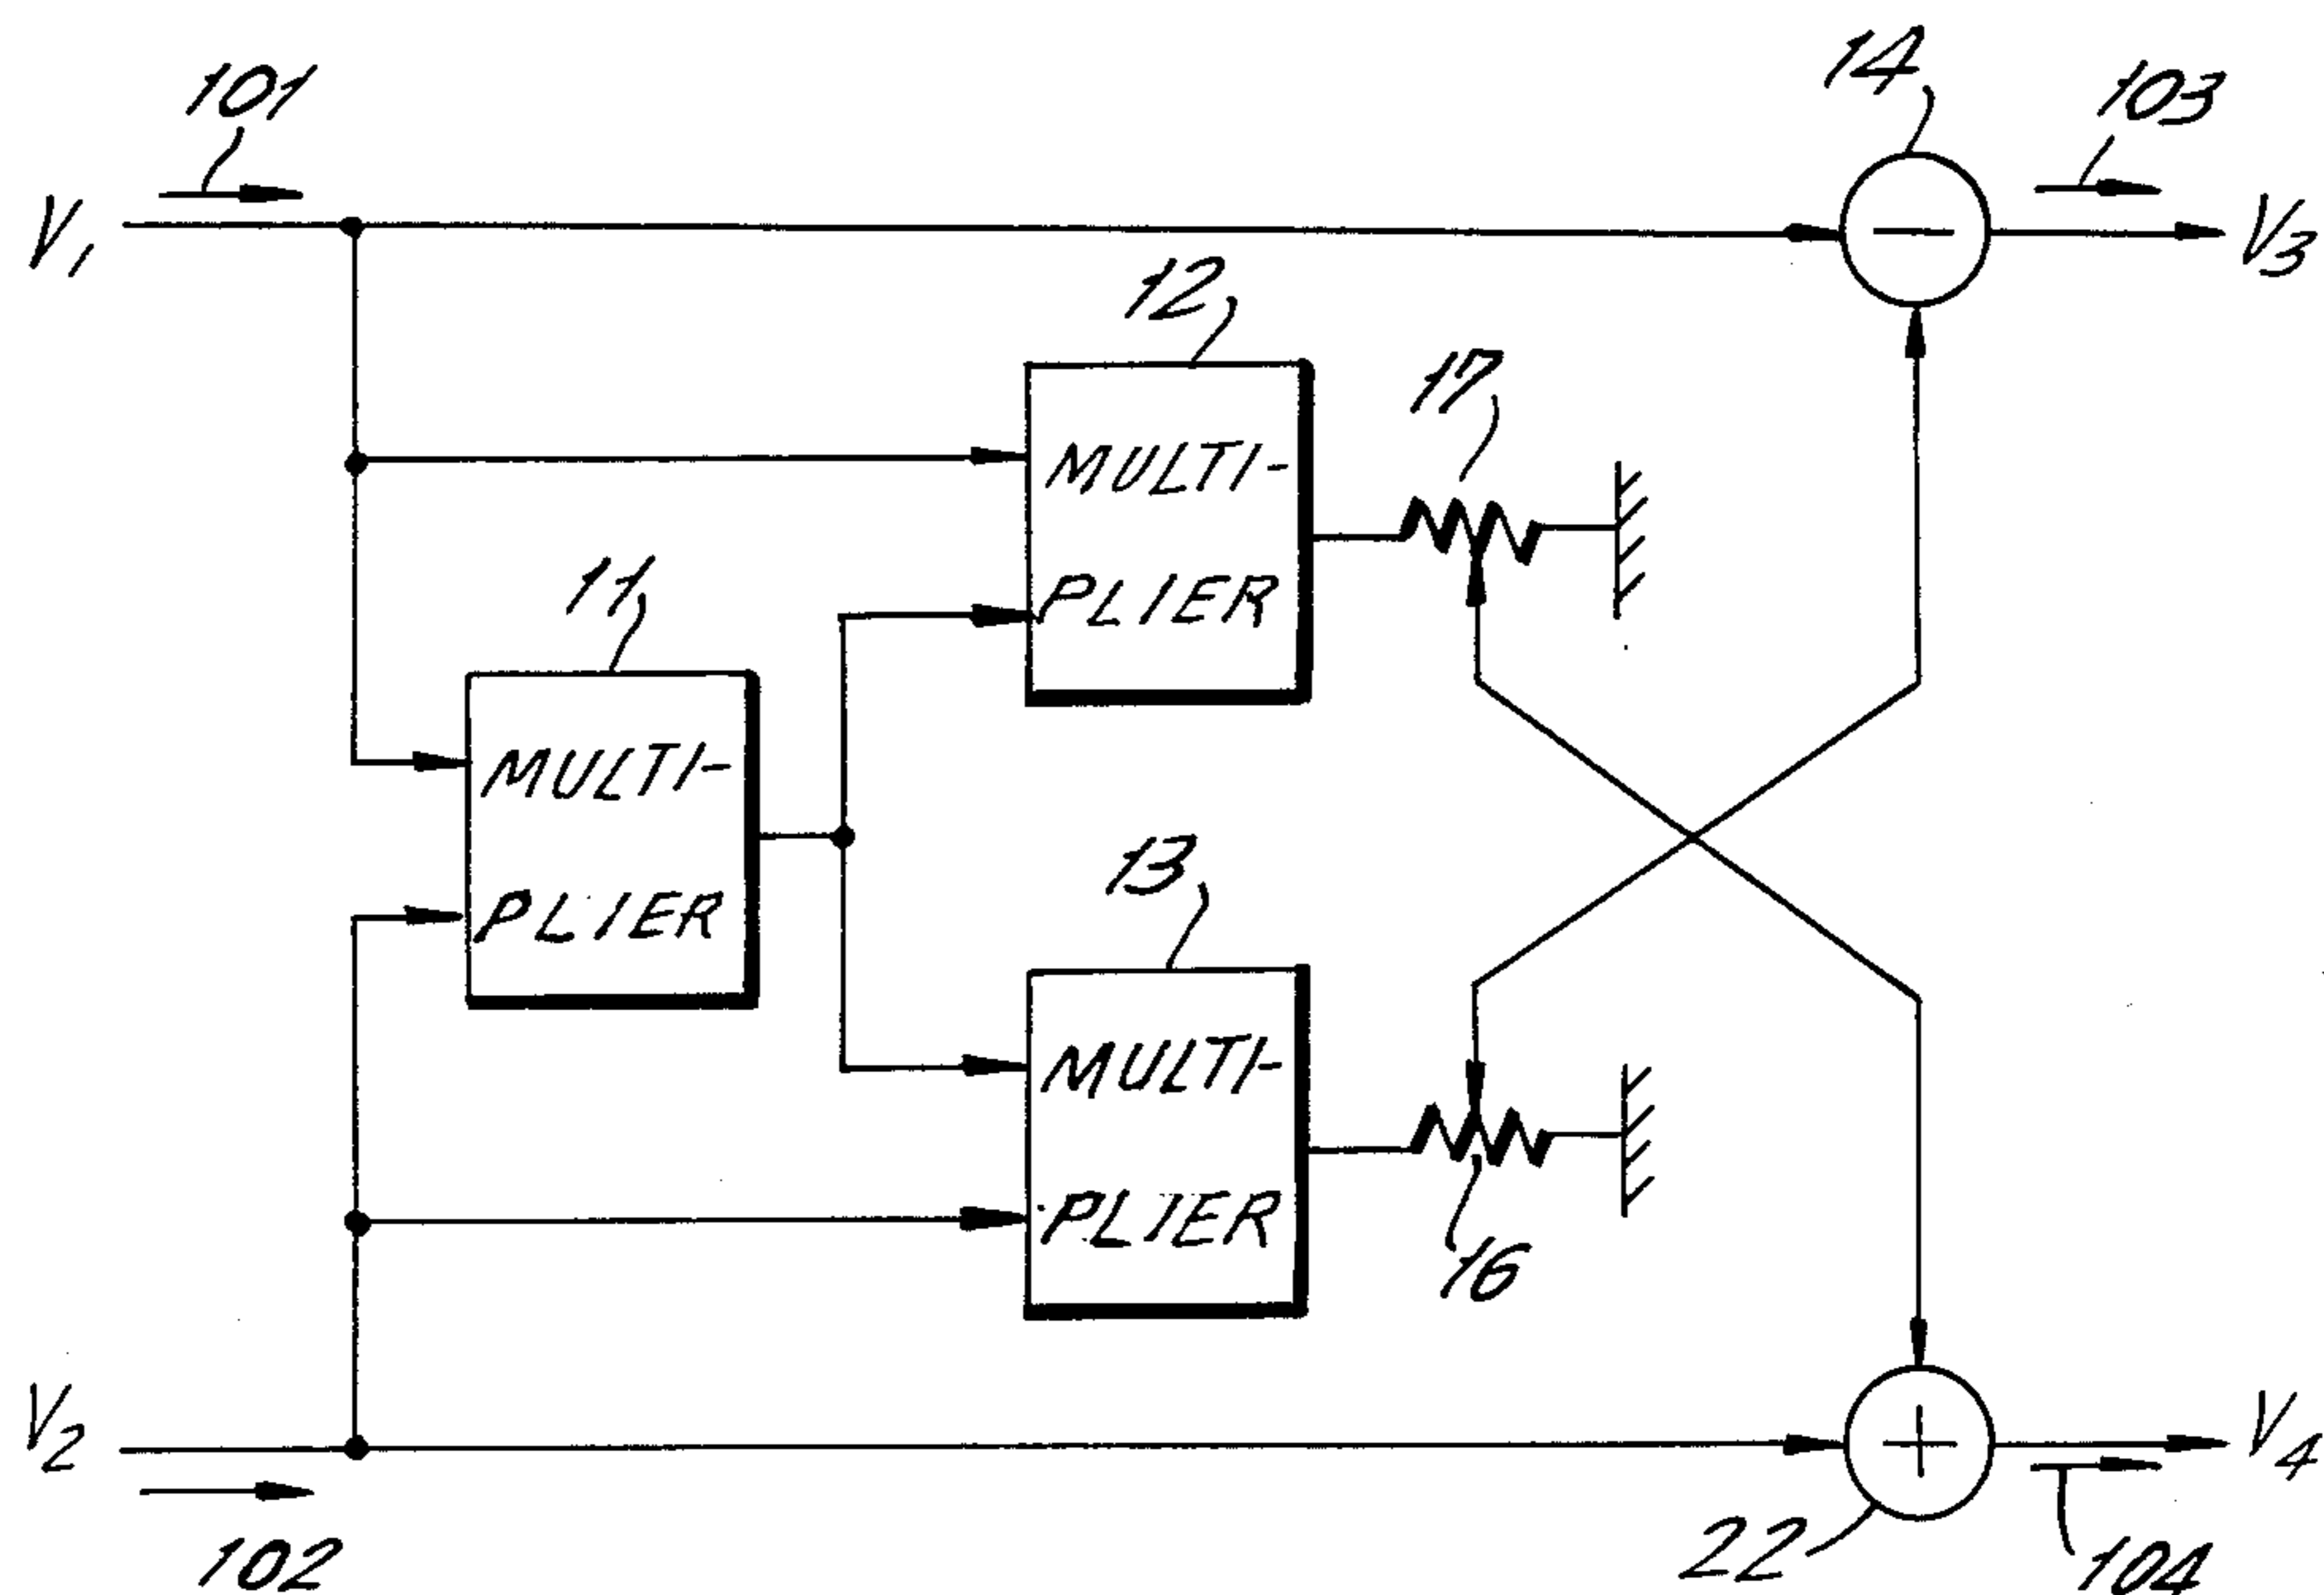 101
14
103
V1
V3
12
17
MULTI-
PLIER
11
MULTI-
PLIER
13
MULTI-
PLIER
16
V2
V4
102
22
104